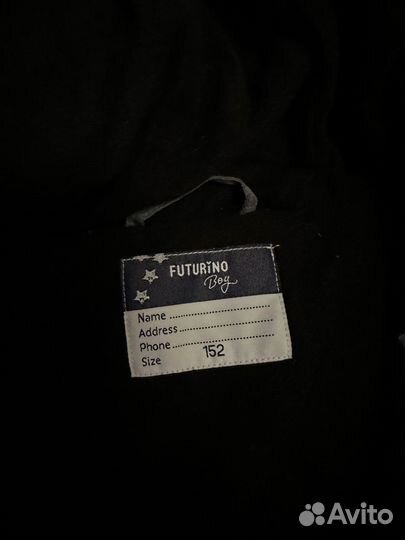 FUTURINO
Boy
Name ..........................
Address .......................
Phone ..........................
Size 152
Avito